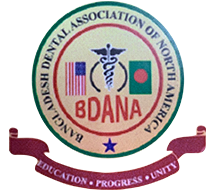 BANGLADESH DENTAL ASSOCIATION OF NORTH AMERICA
BDANA
EDUCATION • PROGRESS • UNITY